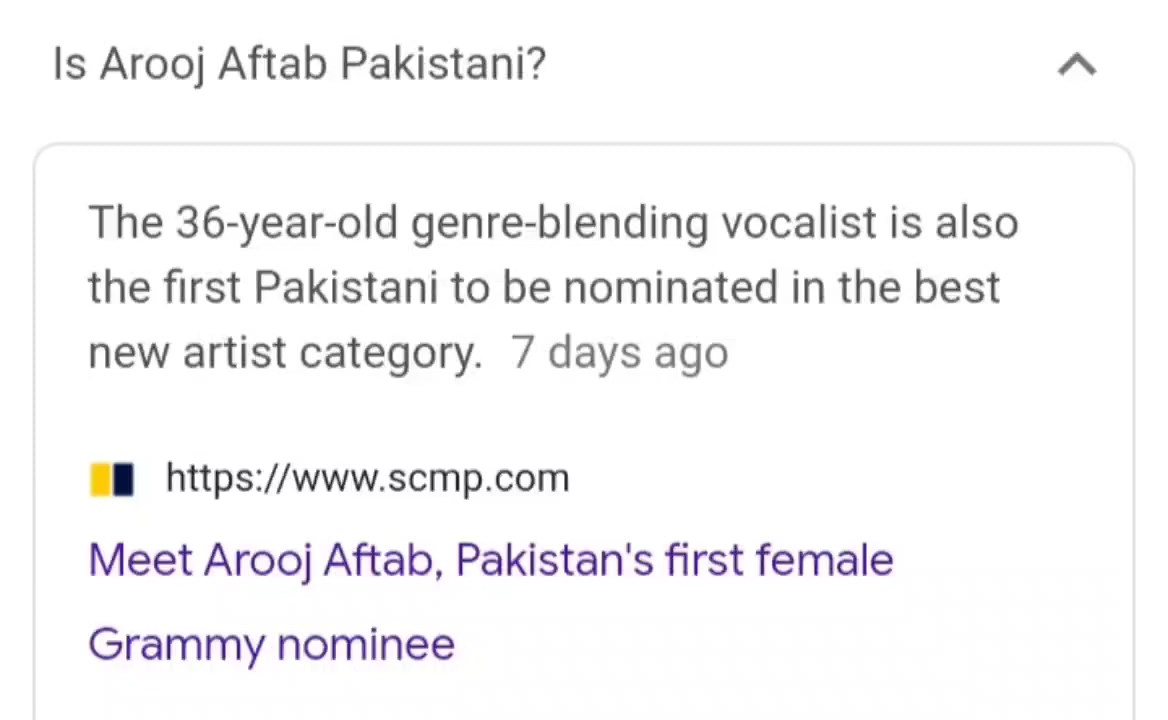 Is Arooj Aftab Pakistani?
The 36-year-old genre-blending vocalist is also
the first Pakistani to be nominated in the best
new artist category. 7 days ago
https://www.scmp.com
Meet Arooj Aftab, Pakistan's first female
Grammy nominee